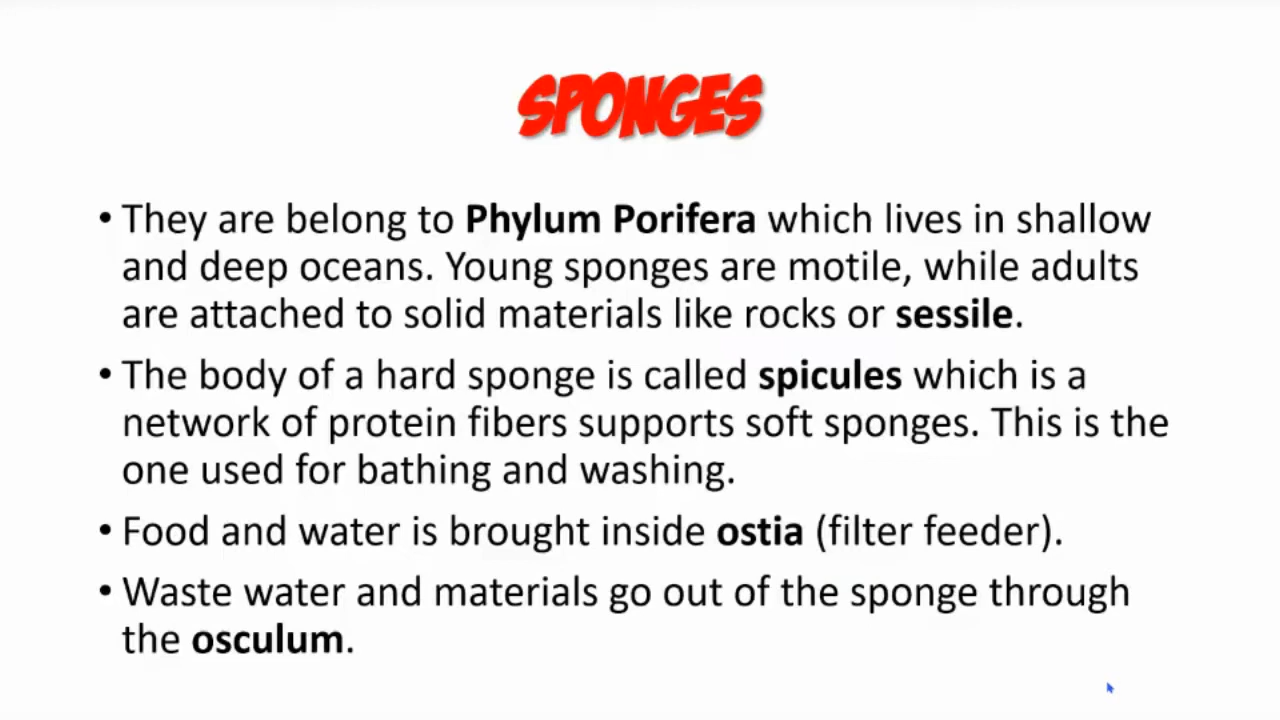 SPONGES
• They are belong to Phylum Porifera which lives in shallow
and deep oceans. Young sponges are motile, while adults
are attached to solid materials like rocks or sessile.
• The body of a hard sponge is called spicules which is a
network of protein fibers supports soft sponges. This is the
one used for bathing and washing.
• Food and water is brought inside ostia (filter feeder).
• Waste water and materials go out of the sponge through
the osculum.